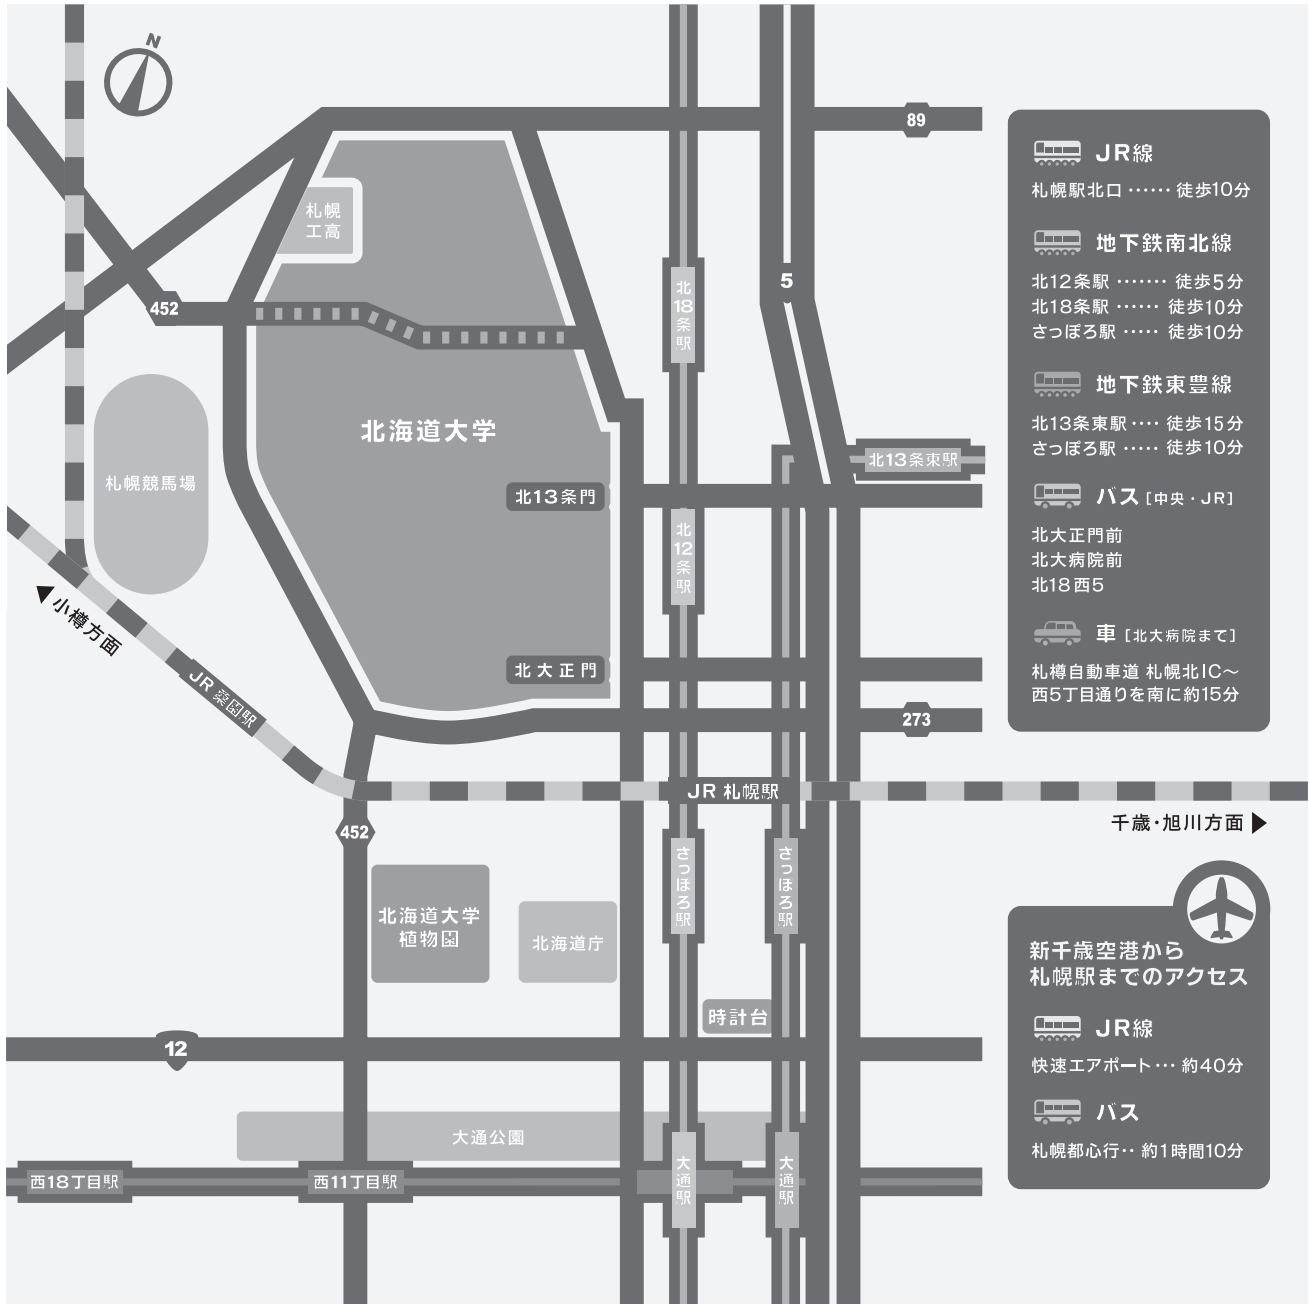 N
89
452
5
札幌
工高
北18条駅
北海道大学
札幌競馬場
北13条東駅
北13条門
北12条駅
小樽方面
JR 桑園駅
北大正門
273
JR 札幌駅
千歳・旭川方面
452
さっぽろ駅
さっぽろ駅
北海道大学
植物園
北海道庁
時計台
12
大通公園
西18丁目駅
西11丁目駅
大通駅
大通駅
JR線
札幌駅北口 ‥‥‥ 徒歩10分
地下鉄南北線
北12条駅 ‥‥‥・ 徒歩5分
北18条駅 ‥‥‥ 徒歩10分
さっぽろ駅 ‥‥・ 徒歩10分
地下鉄東豊線
北13条東駅 ‥‥ 徒歩15分
さっぽろ駅 ‥‥・ 徒歩10分
バス [中央・JR]
北大正門前
北大病院前
北18西5
車 [北大病院まで]
札樽自動車道 札幌北IC〜
西5丁目通りを南に約15分
新千歳空港から
札幌駅までのアクセス
JR線
快速エアポート‥・ 約40分
バス
札幌都心行‥ 約1時間10分